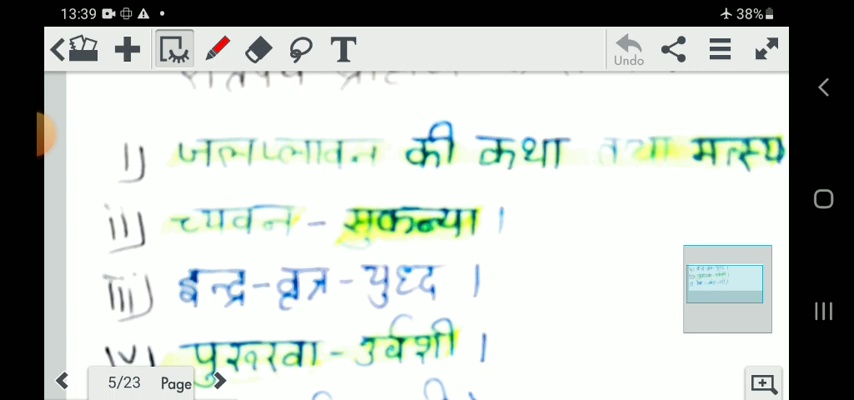 13:39
38%
T
Undo
i) जलप्लावन की कथा तथा मत्स्य
ii) च्यवन - सुकन्या ।
iii) इन्द्र-वृत्र-युध्द ।
iv) पुरूरवा - उर्वशी ।
5/23 Page